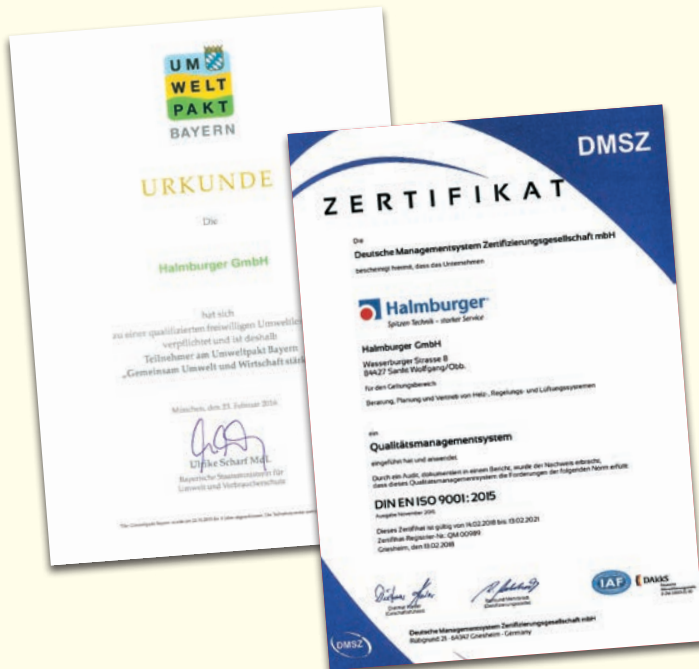 UM
WELT
PAKT
BAYERN
URKUNDE
Die
Halmburger GmbH
hat sich
zu einer qualifizierten freiwilligen
verpflichtet und ist deshalb
Teilnehmer am Umweltpakt Bayern
„Gemeinsam Umwelt und Wirtschaft
München, den 23. Februar 2016
Ulrike Scharf MdL
Bayerische Staatsministerin für
Umwelt und Verbraucherschutz
DMSZ
ZERTIFIKAT
Die
Deutsche Managementsystem Zertifizierungsgesellschaft mbH
bescheinigt hiermit, dass das Unternehmen
Halmburger
Spitzen Technik – starker Service
Halmburger GmbH
Wasserburger Strasse 8
84427 Sankt Wolfgang/Obb.
für den Geltungsbereich
Beratung, Planung und Vertrieb von Heiz-, Regelungs- und Lüftungssystemen
ein
Qualitätsmanagementsystem
eingeführt hat und anwendet.
Durch ein Audit, dokumentiert in einem Bericht, wurde der Nachweis erbracht,
dass dieses Qualitätsmanagementsystem die Forderungen der folgenden Norm erfüllt:
DIN EN ISO 9001: 2015
Ausgabe November 2015
Dieses Zertifikat ist gültig von 14.02.2018 bis 13.02.2021
Zertifikat Register-Nr.: QM 00989
Griesheim, den 13.02.2018
IAF
DAkkS
Deutsche Managementsystem Zertifizierungsgesellschaft mbH
Rübgrund 21 - 64347 Griesheim - Germany
DMSZ